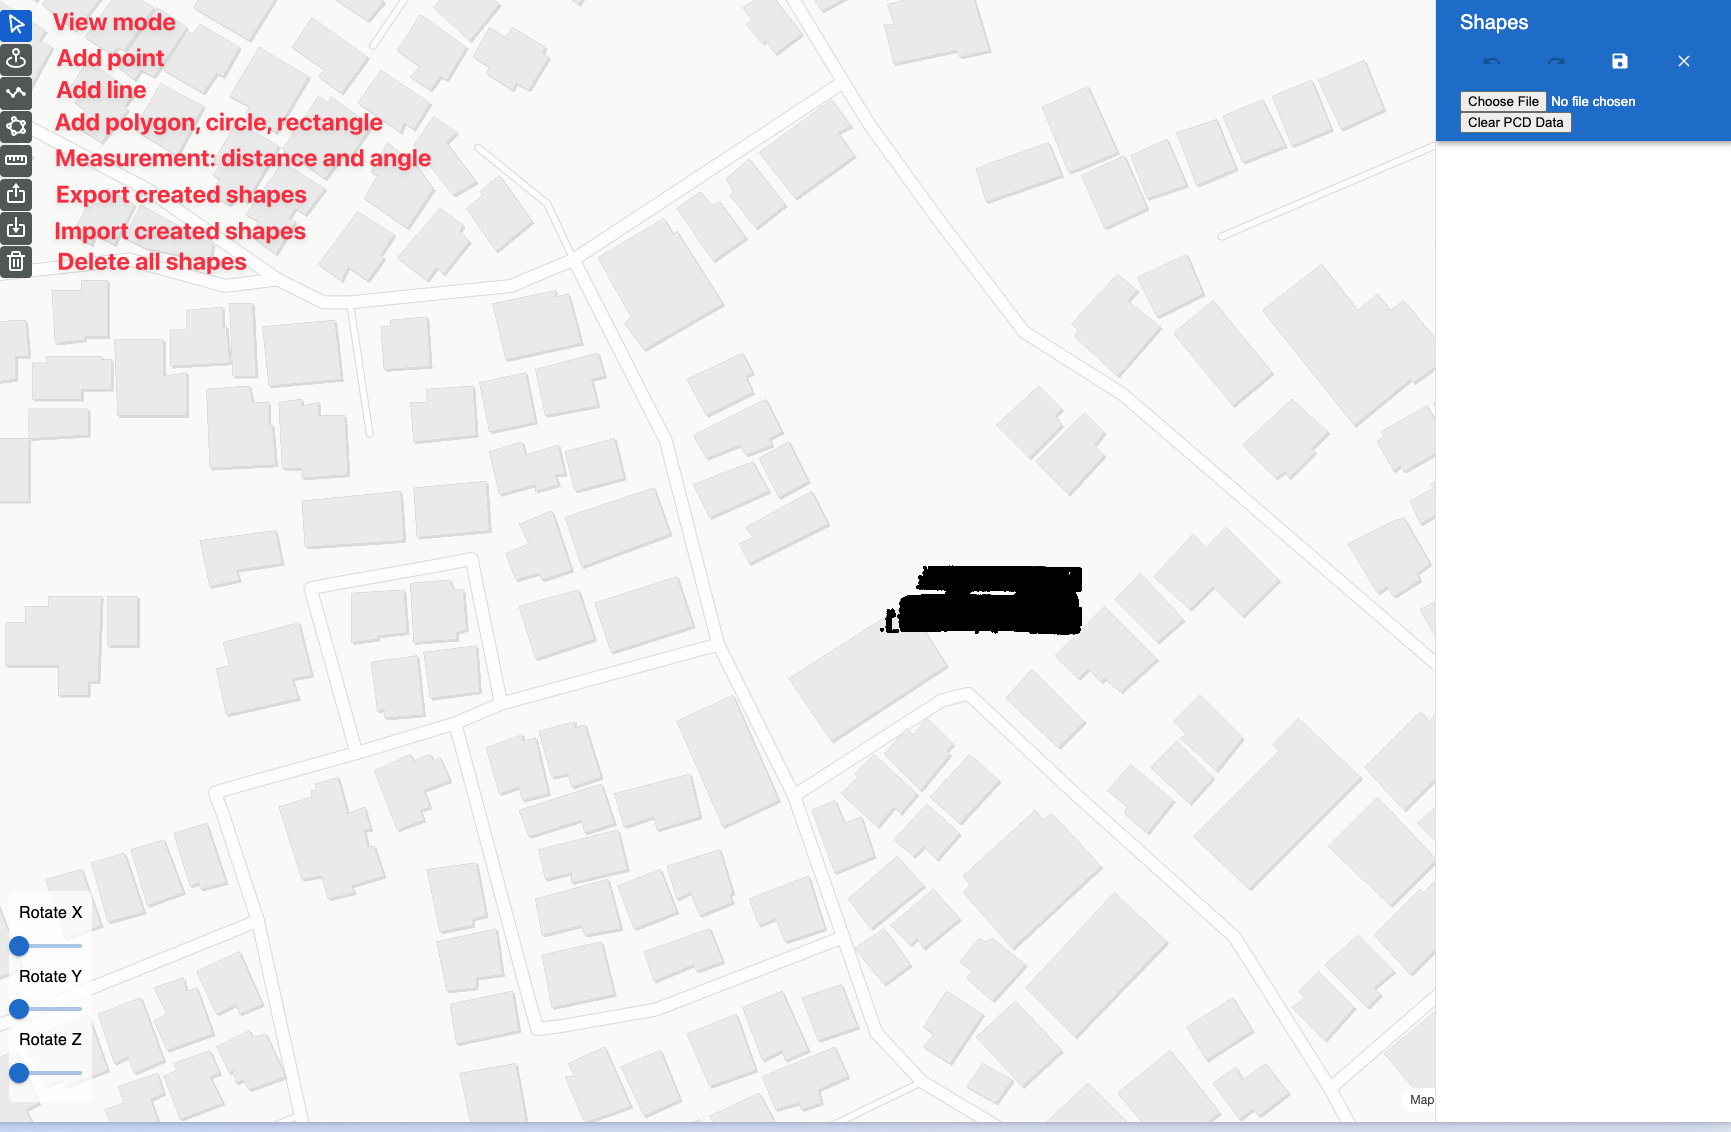 View mode
Add point
Add line
Add polygon, circle, rectangle
Measurement: distance and angle
Export created shapes
Import created shapes
Delete all shapes
Shapes
Choose File No file chosen
Clear PCD Data
Rotate X
Rotate Y
Rotate Z
Map